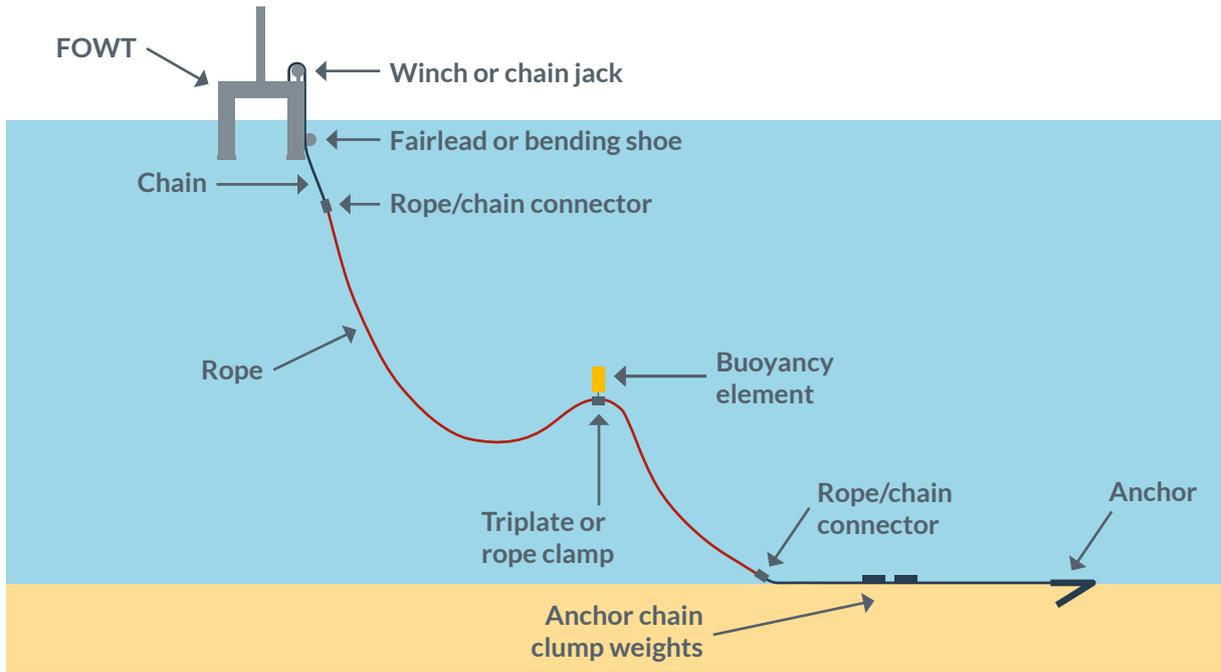 FOWT
Winch or chain jack
Fairlead or bending shoe
Chain
Rope/chain connector
Rope
Buoyancy
element
Triplate or
rope clamp
Rope/chain
connector
Anchor
Anchor chain
clump weights